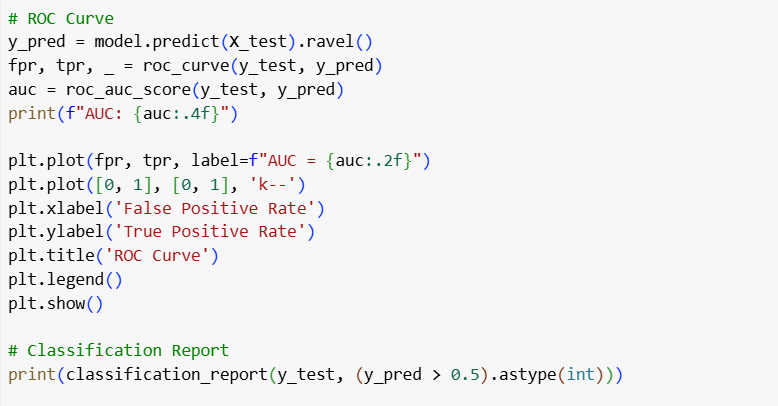 # ROC Curve
y_pred = model.predict(X_test).ravel()
fpr, tpr, _ = roc_curve(y_test, y_pred)
auc = roc_auc_score(y_test, y_pred)
print(f"AUC: {auc:.4f}")
plt.plot(fpr, tpr, label=f"AUC = {auc:.2f}")
plt.plot([0, 1], [0, 1], 'k--')
plt.xlabel('False Positive Rate')
plt.ylabel('True Positive Rate')
plt.title('ROC Curve')
plt.legend()
plt.show()
# Classification Report
print(classification_report(y_test, (y_pred > 0.5).astype(int)))